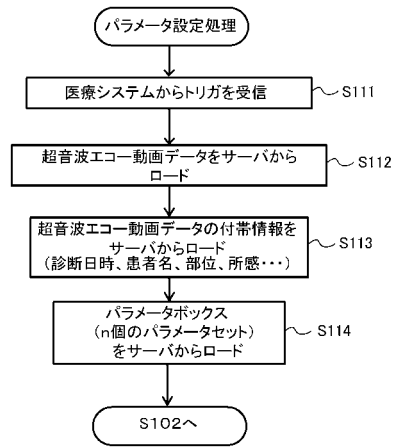 パラメータ設定処理
医療システムからトリガを受信
S111
超音波エコー動画データをサーバから
ロード
S112
超音波エコー動画データの付帯情報を
サーバからロード
(診断日時、患者名、部位、所感・・・)
S113
パラメータボックス
(n個のパラメータセット)
をサーバからロード
S114
S102へ